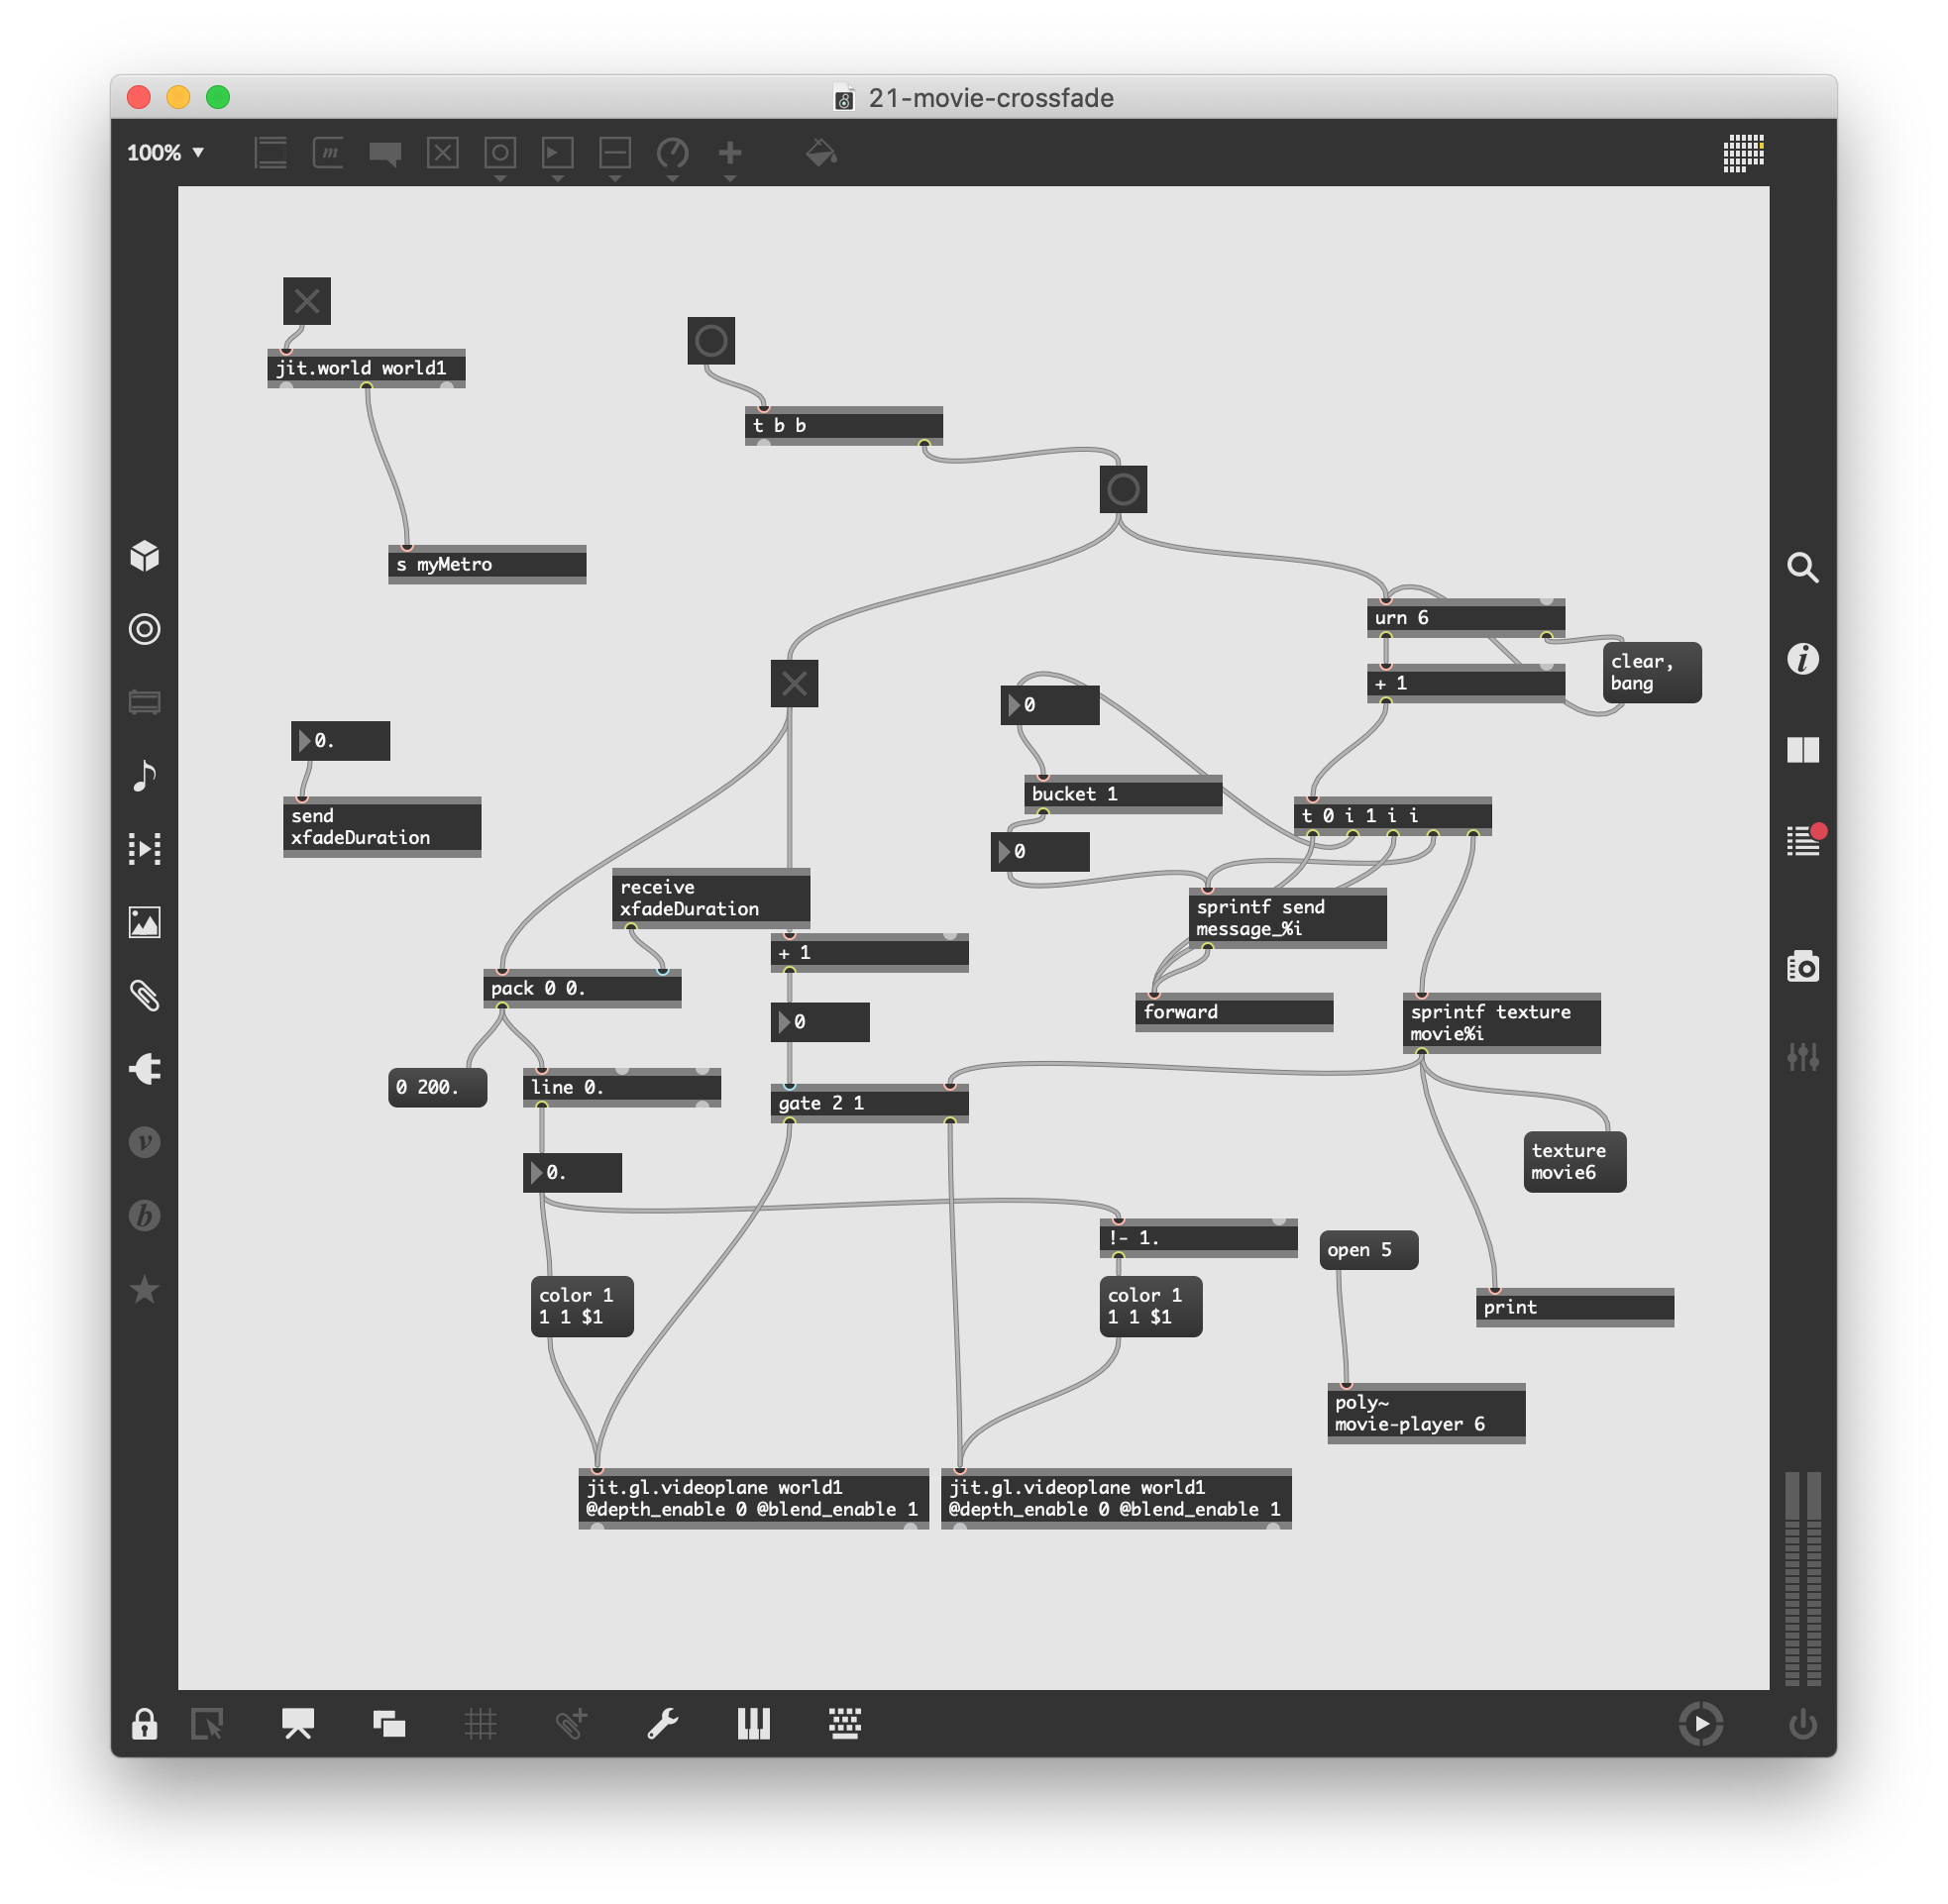 21-movie-crossfade
100%
m
jit.world world1
t b b
s myMetro
urn 6
clear,
bang
+ 1
0
0.
bucket 1
send
xfadeDuration
t 0 i 1 i i
0
receive
xfadeDuration
sprintf send
message_%i
+ 1
pack 0 0.
forward
sprintf texture
movie%i
0
0 200.
line 0.
gate 2 1
texture
movie6
0.
!- 1.
open 5
color 1
1 1 $1
color 1
1 1 $1
print
poly~
movie-player 6
jit.gl.videoplane world1
@depth_enable 0 @blend_enable 1
jit.gl.videoplane world1
@depth_enable 0 @blend_enable 1
i
v
b